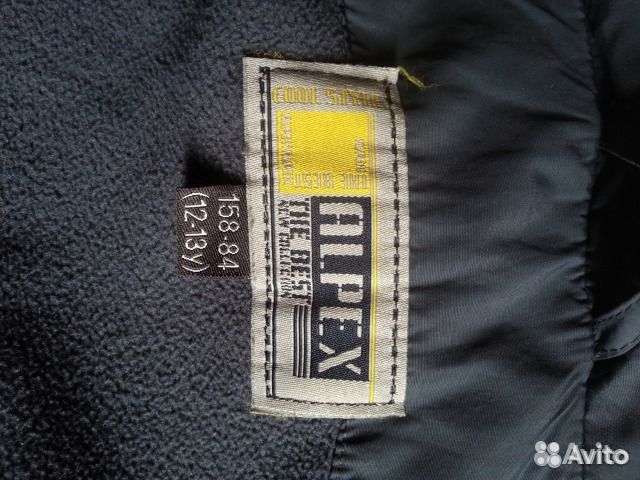 COOL STYLE
THE BEST
ALPEX
THE BEST
NEW COLLECTION
158-84
(12-13y)
Avito